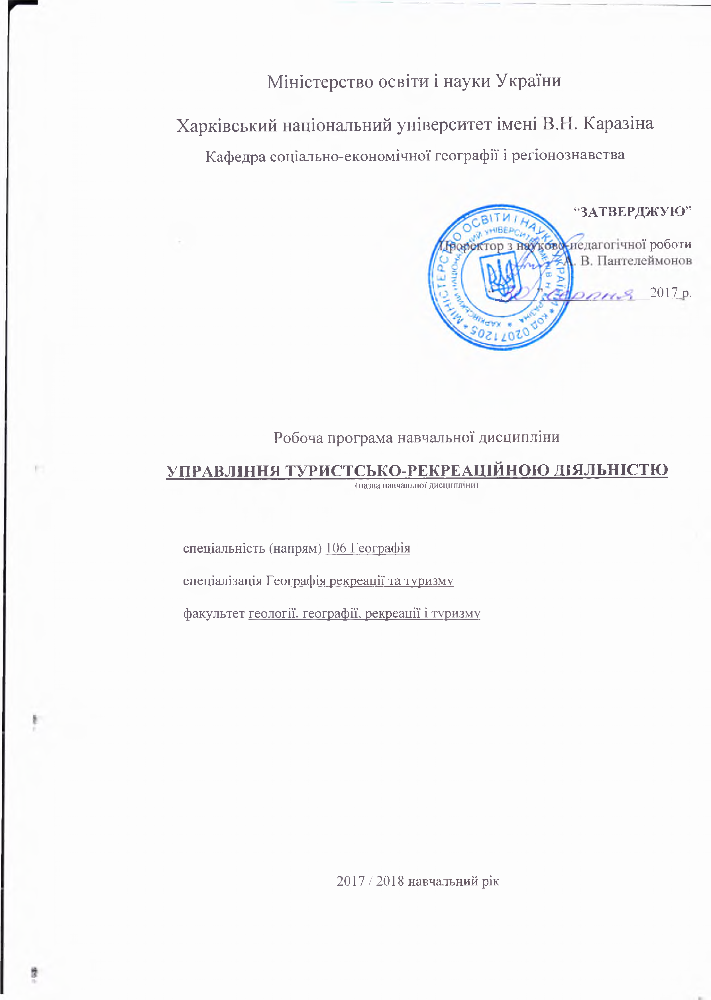 Міністерство освіти і науки України
Харківський національний університет імені В.Н. Каразіна
Кафедра соціально-економічної географії і регіонознавства
“ЗАТВЕРДЖУЮ”
Проректор з науково-педагогічної роботи
А. В. Пантелеймонов
“30” серпня 2017 р.
МІНІСТЕРСТВО ОСВІТИ І НАУКИ УКРАЇНИ * КОД 02071205 *
ХАРКІВСЬКИЙ НАЦІОНАЛЬНИЙ УНІВЕРСИТЕТ ІМЕНІ В Н КАРАЗІНА *
Робоча програма навчальної дисципліни
УПРАВЛІННЯ ТУРИСТСЬКО-РЕКРЕАЦІЙНОЮ ДІЯЛЬНІСТЮ
(назва навчальної дисципліни)
спеціальність (напрям) 106 Географія
спеціалізація Географія рекреації та туризму
факультет геології, географії, рекреації і туризму
2017 / 2018 навчальний рік